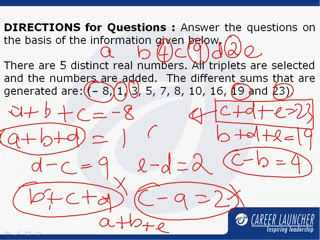 DIRECTIONS for Questions : Answer the questions on
the basis of the information given below.
a b 4 c 9 d 2 e
There are 5 distinct real numbers. All triplets are selected
and the numbers are added. The different sums that are
generated are: (– 8, 1, 3, 5, 7, 8, 10, 16, 19 and 23)
a+b+c=-8
c+d+e=23
a+b+d = 1
b+d+e=19
d-c=9 e-d=2
c-b=4
b+c+d x
c-a=2x
a+b+e
CAREER LAUNCHER
Inspiring leadership